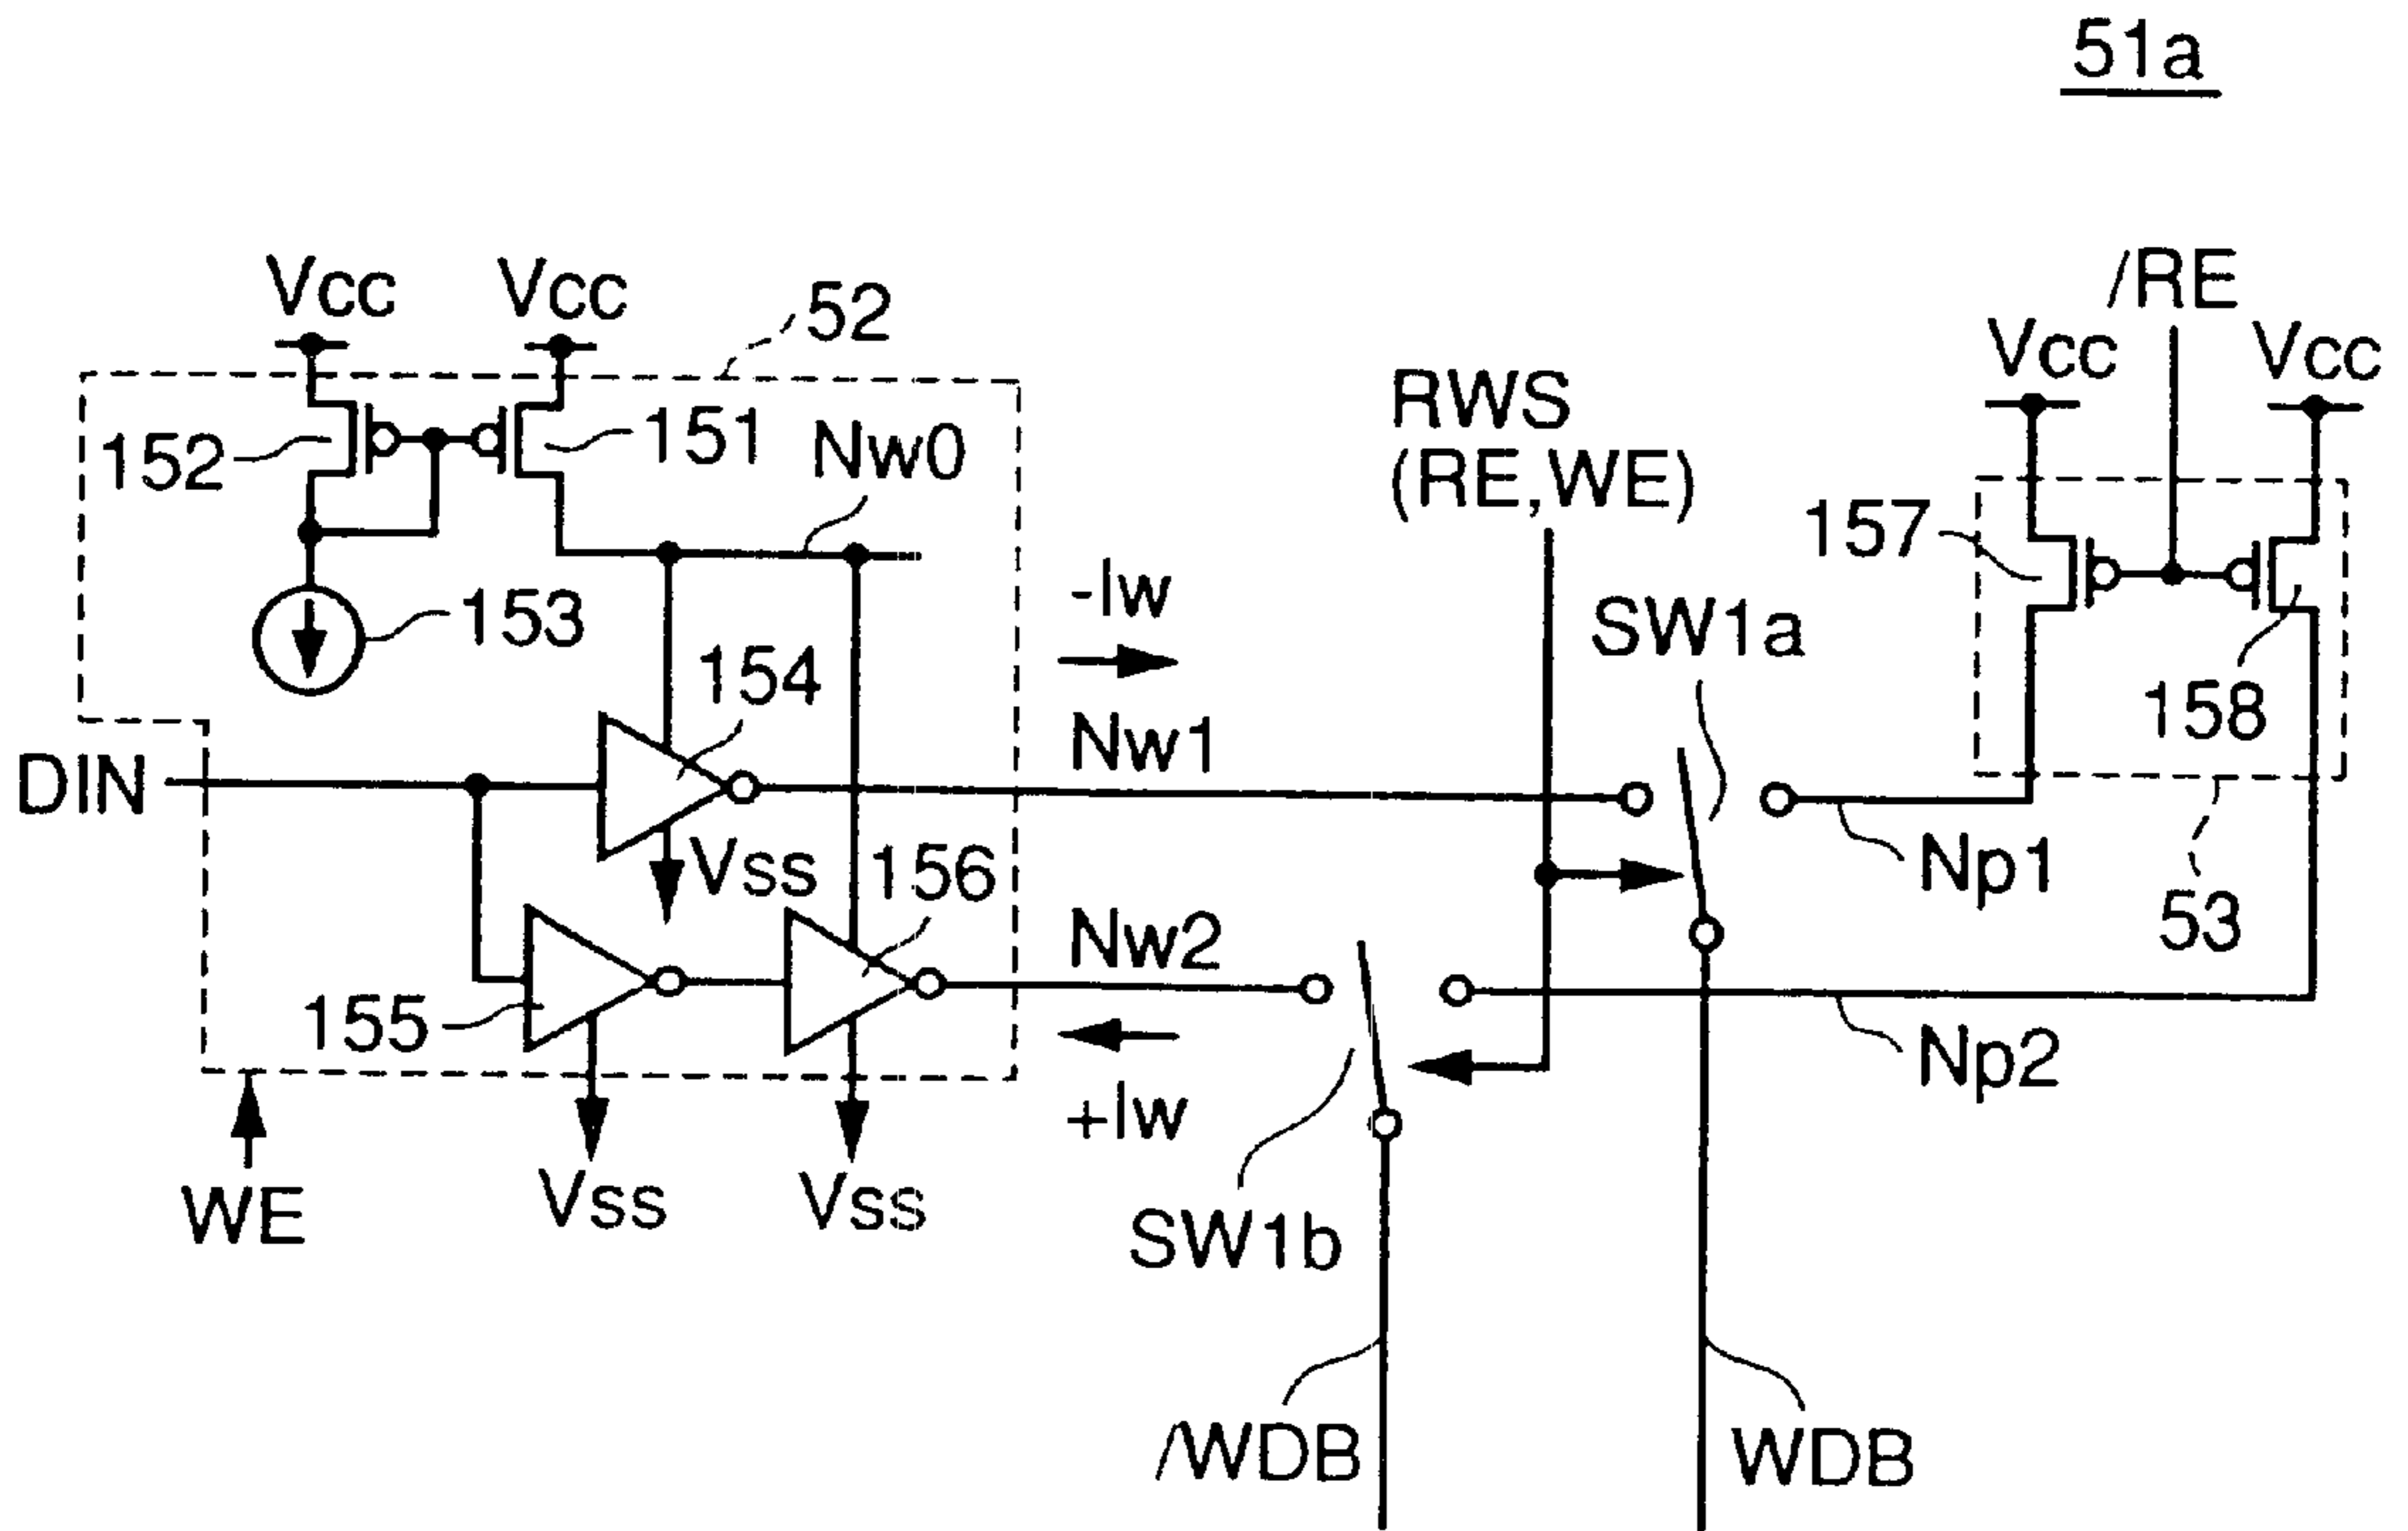 51a
Vcc
Vcc
52
/RE
Vcc
Vcc
RWS
(RE,WE)
152
151
Nw0
157
153
-Iw
SW1a
154
158
DIN
Nw1
Vss
156
Np1
53
Nw2
155
Np2
+Iw
WE
Vss
Vss
SW1b
/WDB
WDB